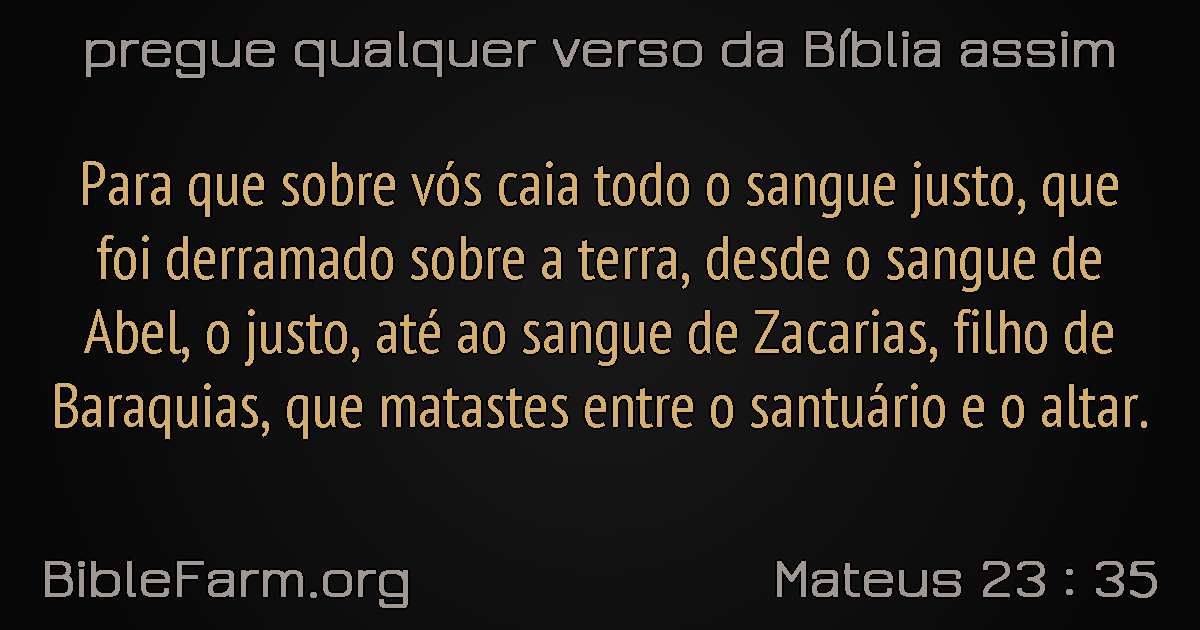 pregue qualquer verso da Bíblia assim
Para que sobre vós caia todo o sangue justo, que
foi derramado sobre a terra, desde o sangue de
Abel, o justo, até ao sangue de Zacarias, filho de
Baraquias, que matastes entre o santuário e o altar.
BibleFarm.org
Mateus 23 : 35